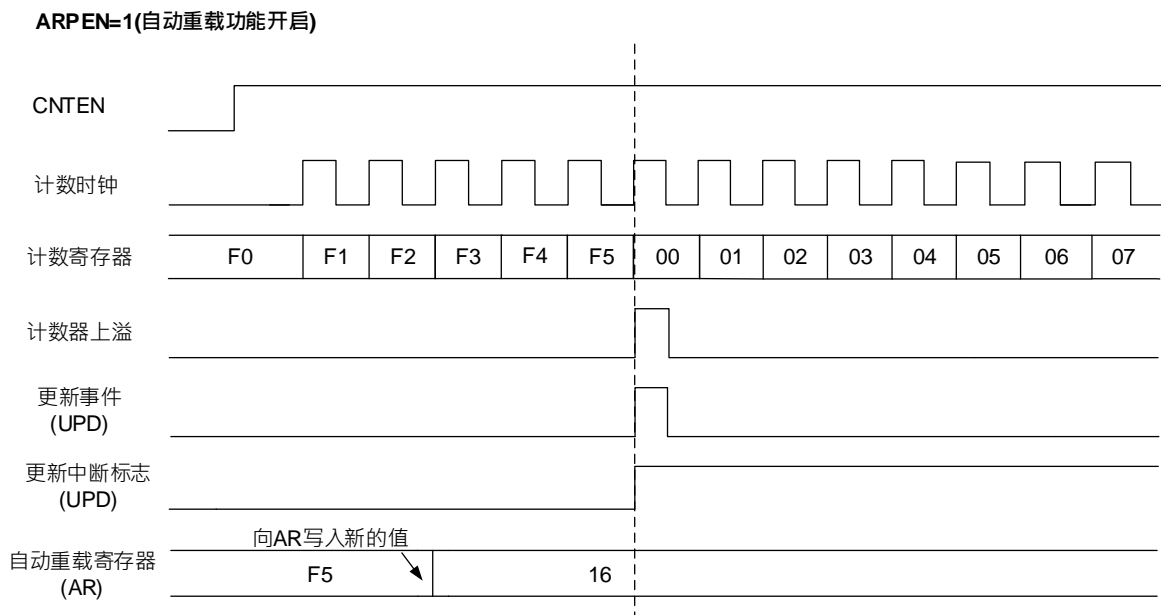 ARPEN=1(自动重载功能开启)
CNTEN
计数时钟
计数寄存器
F0 F1 F2 F3 F4 F5 00 01 02 03 04 05 06 07
计数器上溢
更新事件
(UPD)
更新中断标志
(UPD)
向AR写入新的值
自动重载寄存器
(AR)
F5 16